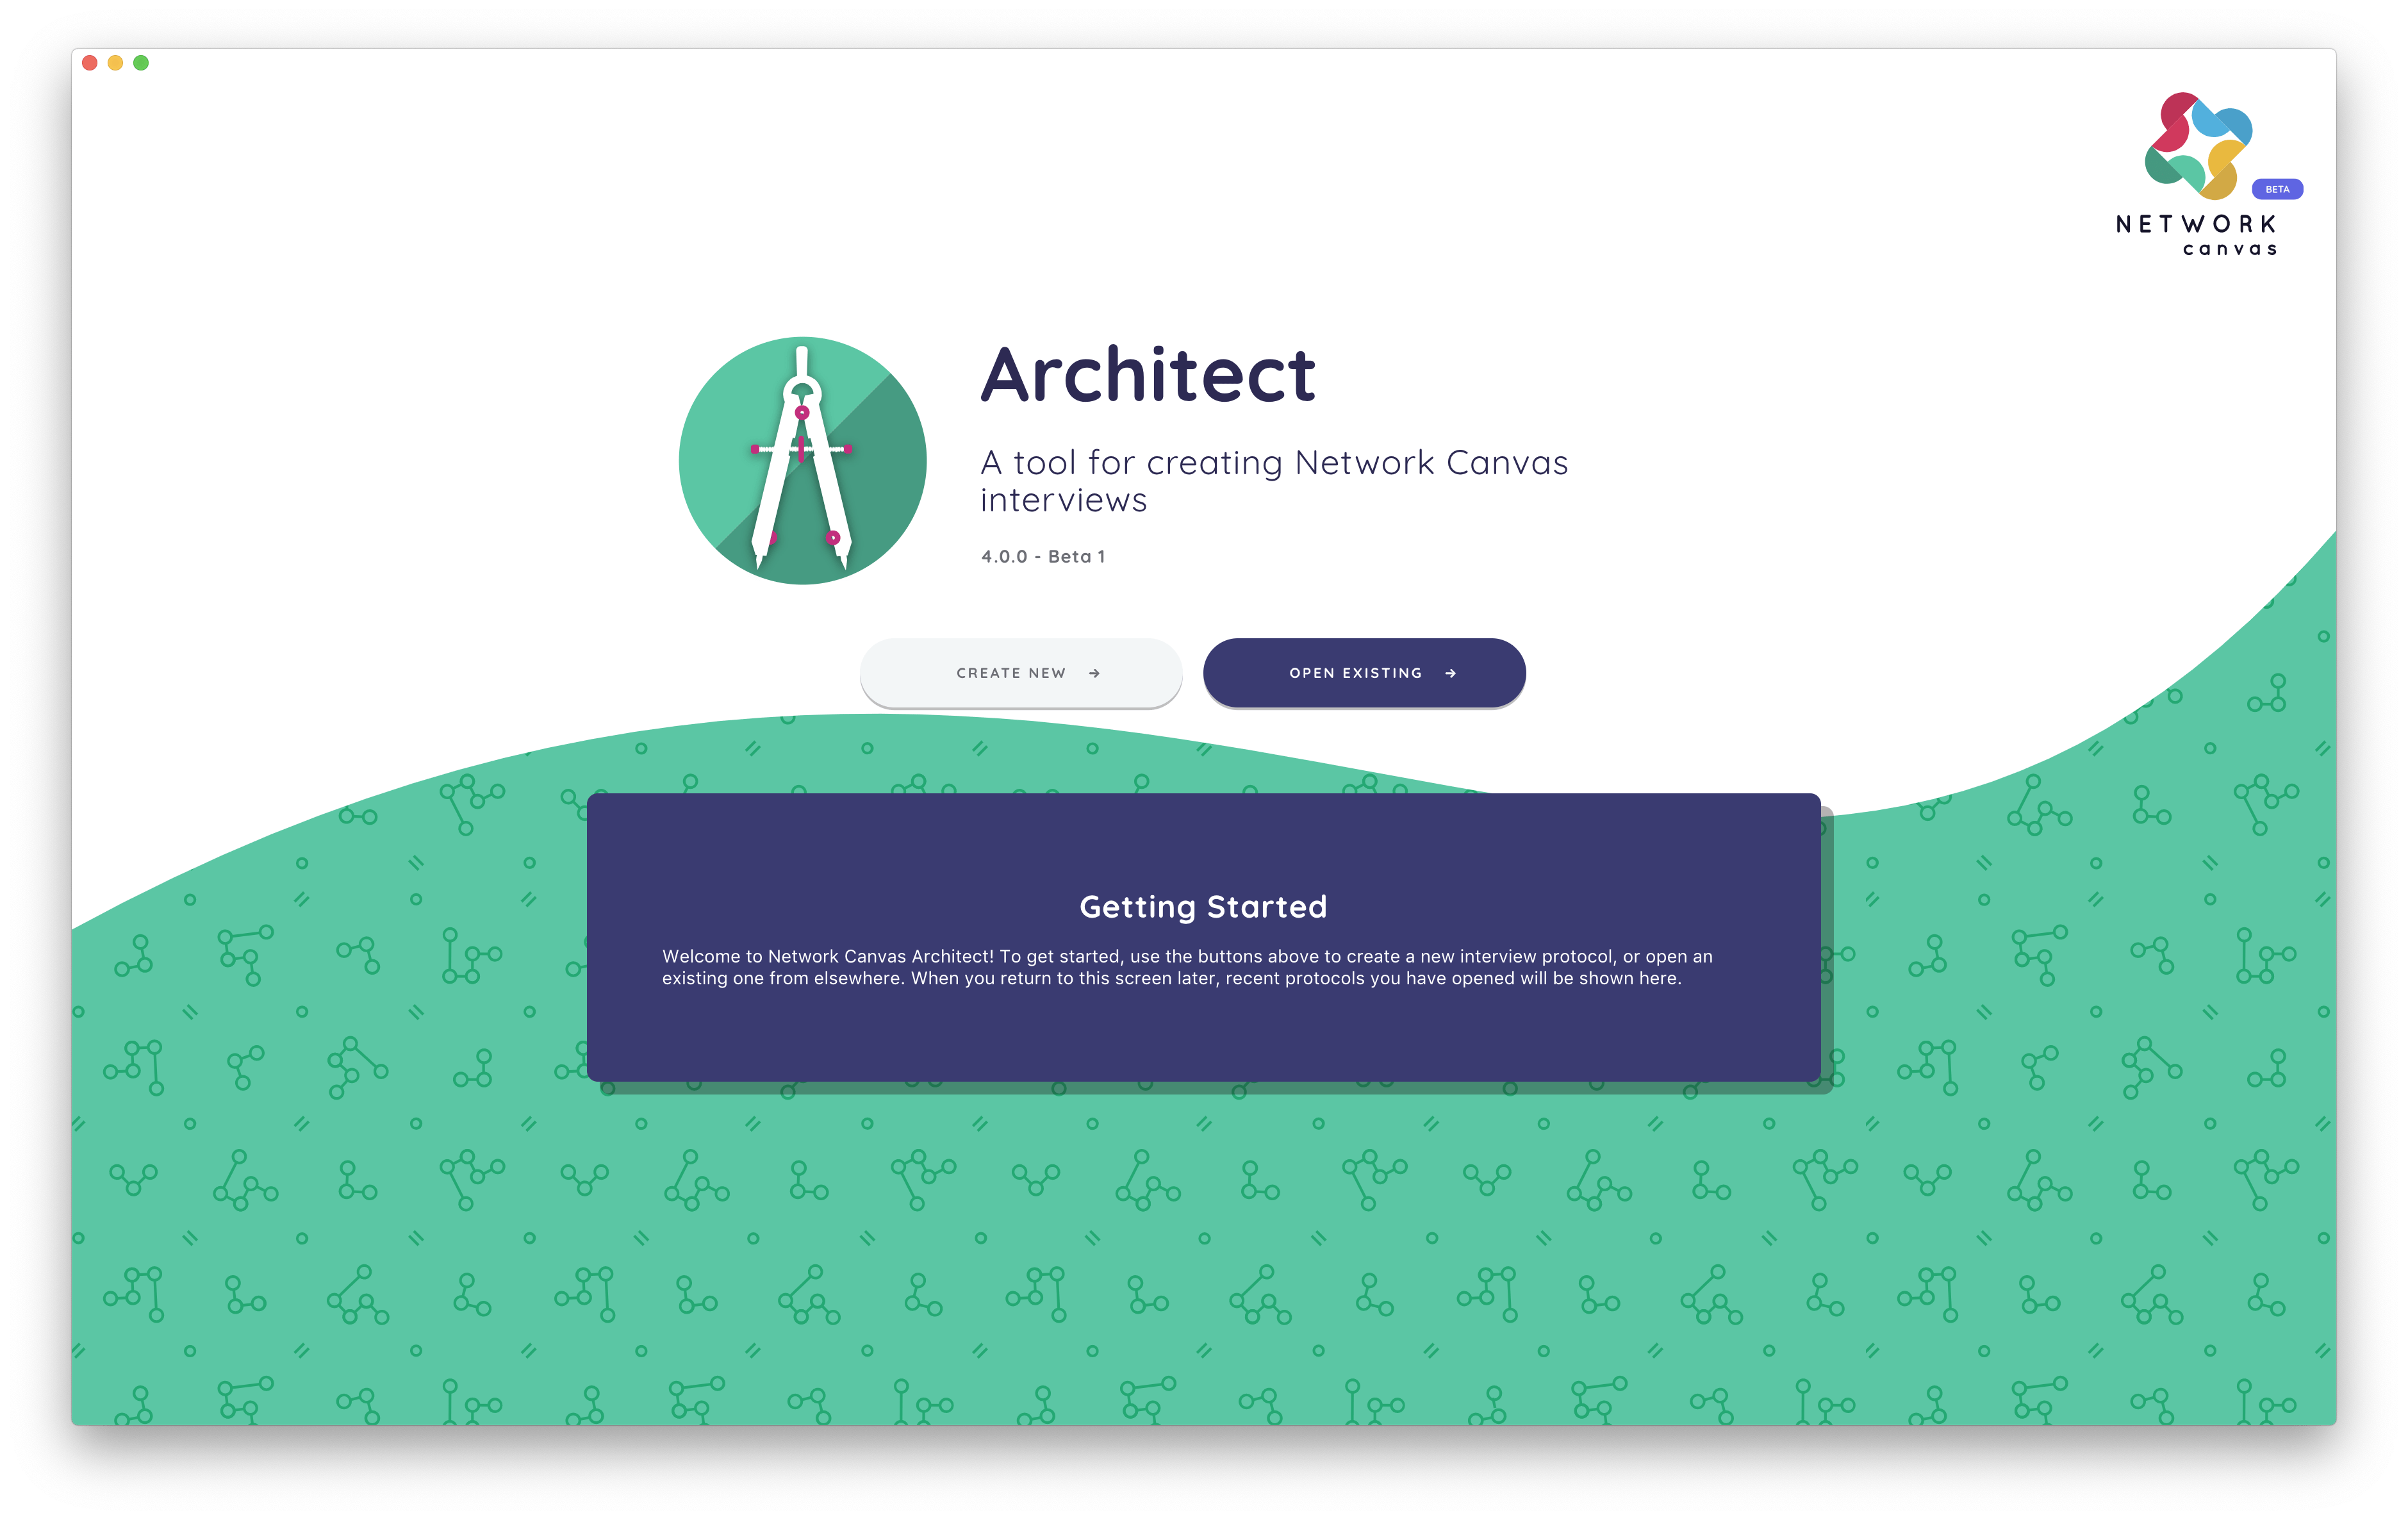 BETA
NETWORK
canvas
Architect
A tool for creating Network Canvas
interviews
4.0.0 - Beta 1
CREATE NEW →
OPEN EXISTING →
Getting Started
Welcome to Network Canvas Architect! To get started, use the buttons above to create a new interview protocol, or open an
existing one from elsewhere. When you return to this screen later, recent protocols you have opened will be shown here.